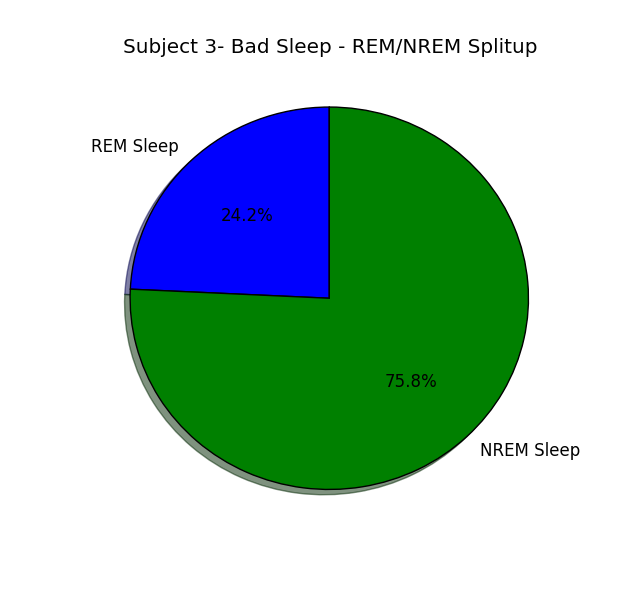 Subject 3- Bad Sleep - REM/NREM Splitup
REM Sleep
24.2%
75.8%
NREM Sleep